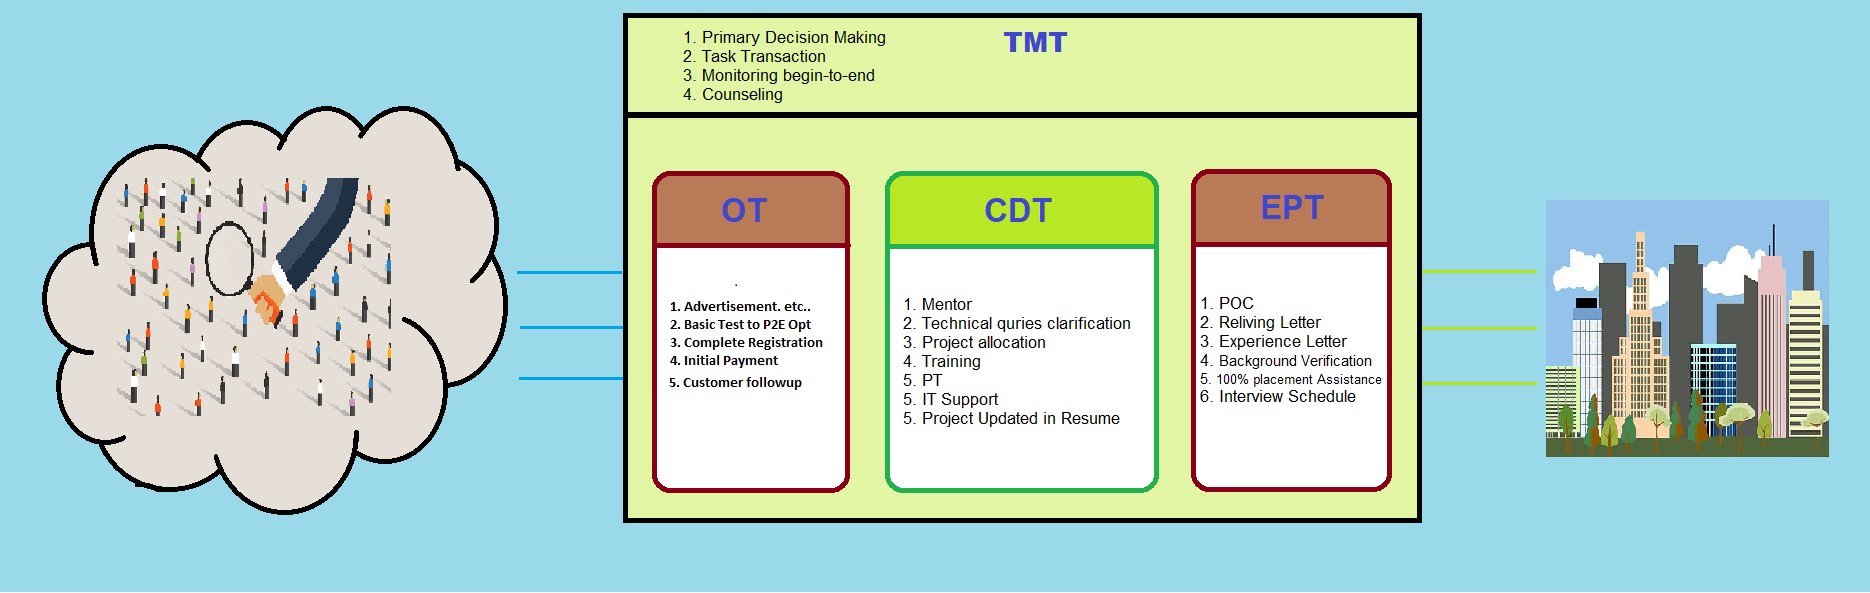 1. Primary Decision Making
2. Task Transaction
3. Monitoring begin-to-end
4. Counseling
TMT
OT
1. Advertisement. etc..
2. Basic Test to P2E Opt
3. Complete Registration
4. Initial Payment
5. Customer followup
CDT
1. Mentor
2. Technical quries clarification
3. Project allocation
4. Training
5. PT
5. IT Support
5. Project Updated in Resume
EPT
1. POC
2. Reliving Letter
3. Experience Letter
4. Background Verification
5. 100% placement Assistance
6. Interview Schedule